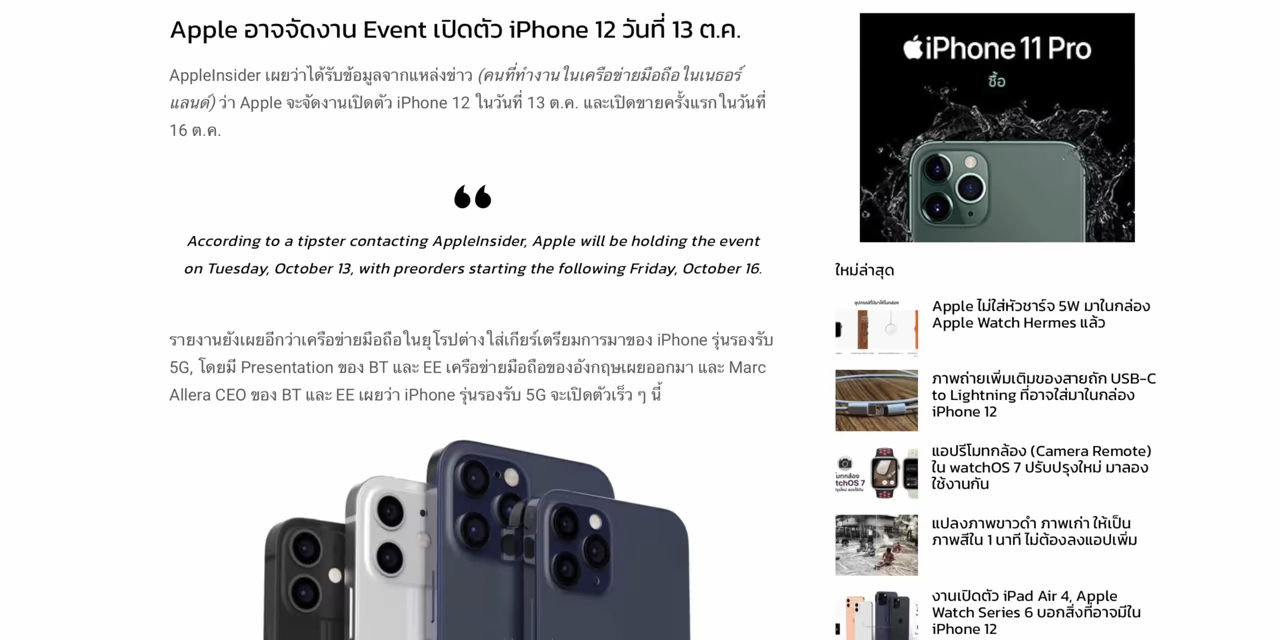 Apple อาจจัดงาน Event เปิดตัว iPhone 12 วันที่ 13 ต.ค.
AppleInsider เผยว่าได้รับข้อมูลจากแหล่งข่าว (คนที่ทำงานในเครือข่ายมือถือในเนธอร์
แลนด์) ว่า Apple จะจัดงานเปิดตัว iPhone 12 ในวันที่ 13 ต.ค. และเปิดขายครั้งแรกในวันที่
16 ต.ค.
According to a tipster contacting AppleInsider, Apple will be holding the event
on Tuesday, October 13, with preorders starting the following Friday, October 16.
รายงานยังเผยอีกว่าเครือข่ายมือถือในยุโรปต่างใส่เกียร์เตรียมการมาของ iPhone รุ่นรองรับ
5G, โดยมี Presentation ของ BT และ EE เครือข่ายมือถือของอังกฤษเผยออกมา และ Marc
Allera CEO ของ BT และ EE เผยว่า iPhone รุ่นรองรับ 5G จะเปิดตัวเร็ว ๆ นี้
iPhone 11 Pro
ซื้อ
ใหม่ล่าสุด
Apple ไม่ใส่หัวชาร์จ 5W มาในกล่อง
Apple Watch Hermes แล้ว
ภาพถ่ายเพิ่มเติมของสายถัก USB-C
to Lightning ที่อาจใส่มาในกล่อง
iPhone 12
แอปรีโมทกล้อง (Camera Remote)
ใน watchOS 7 ปรับปรุงใหม่ มาลอง
ใช้งานกัน
แปลงภาพขาวดำ ภาพเก่า ให้เป็น
ภาพสีใน 1 นาที ไม่ต้องลงแอปเพิ่ม
งานเปิดตัว iPad Air 4, Apple
Watch Series 6 บอกสิ่งที่อาจมีใน
iPhone 12